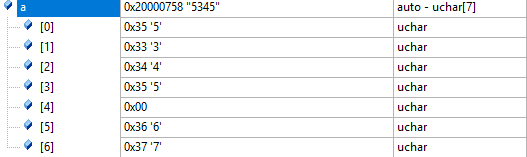 a 0x20000758 "5345" auto - uchar[7]
[0] 0x35 '5' uchar
[1] 0x33 '3' uchar
[2] 0x34 '4' uchar
[3] 0x35 '5' uchar
[4] 0x00 uchar
[5] 0x36 '6' uchar
[6] 0x37 '7' uchar